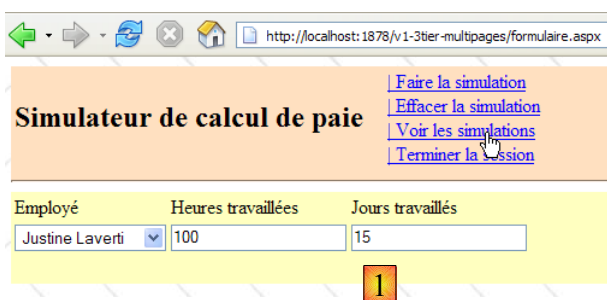 http://localhost:1878/v1-3tier-multipages/formulaire.aspx
| Faire la simulation
Simulateur de calcul de paie
| Effacer la simulation
| Voir les simulations
| Terminer la session
Employé Heures travaillées Jours travaillés
Justine Laverti 100 15
1